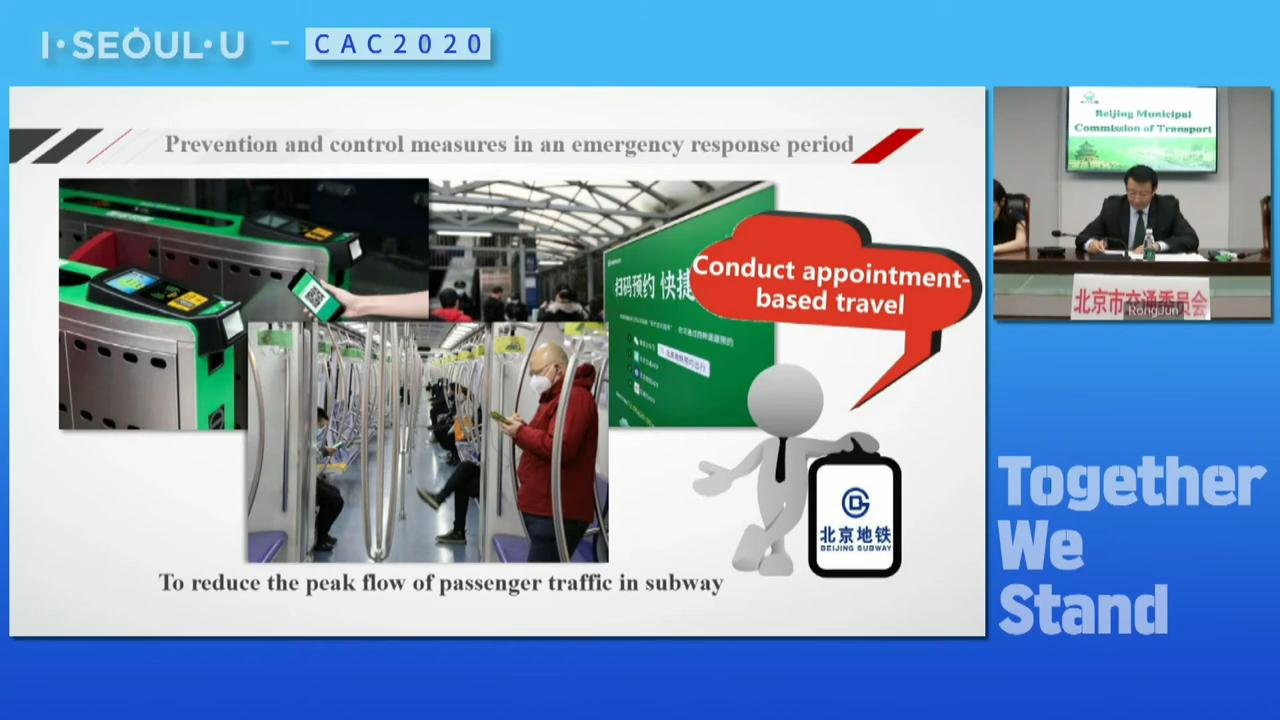 I·SEOUL·U – CAC2020
Prevention and control measures in an emergency response period
扫码预约 快捷
Conduct appointment-
based travel
北京地铁
BEIJING SUBWAY
To reduce the peak flow of passenger traffic in subway
Beijing Municipal
Commission of Transport
北京市交通委员会
RongJun
Together
We
Stand